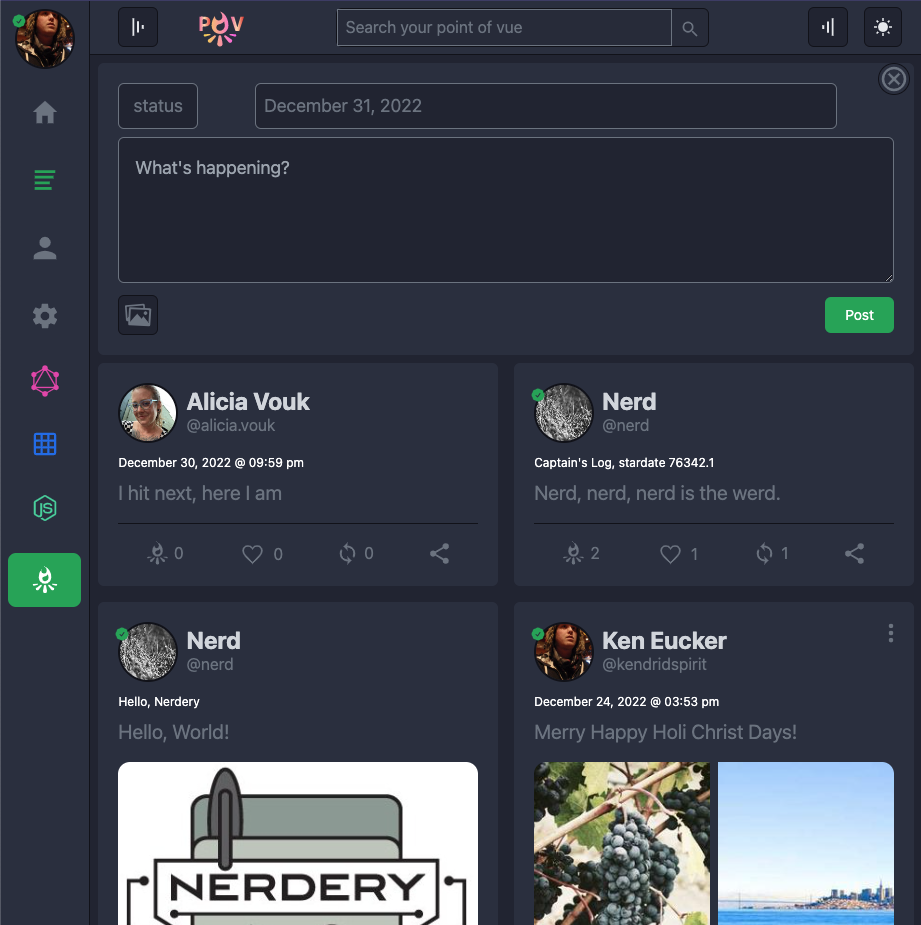 POV
Search your point of vue
status
December 31, 2022
What's happening?
Post
JS
Alicia Vouk
@alicia.vouk
December 30, 2022 @ 09:59 pm
I hit next, here I am
0 0 0
Nerd
@nerd
Captain's Log, stardate 76342.1
Nerd, nerd, nerd is the werd.
2 1 1
Nerd
@nerd
Hello, Nerdery
Hello, World!
NERDERY
Ken Eucker
@kendridspirit
December 24, 2022 @ 03:53 pm
Merry Happy Holi Christ Days!